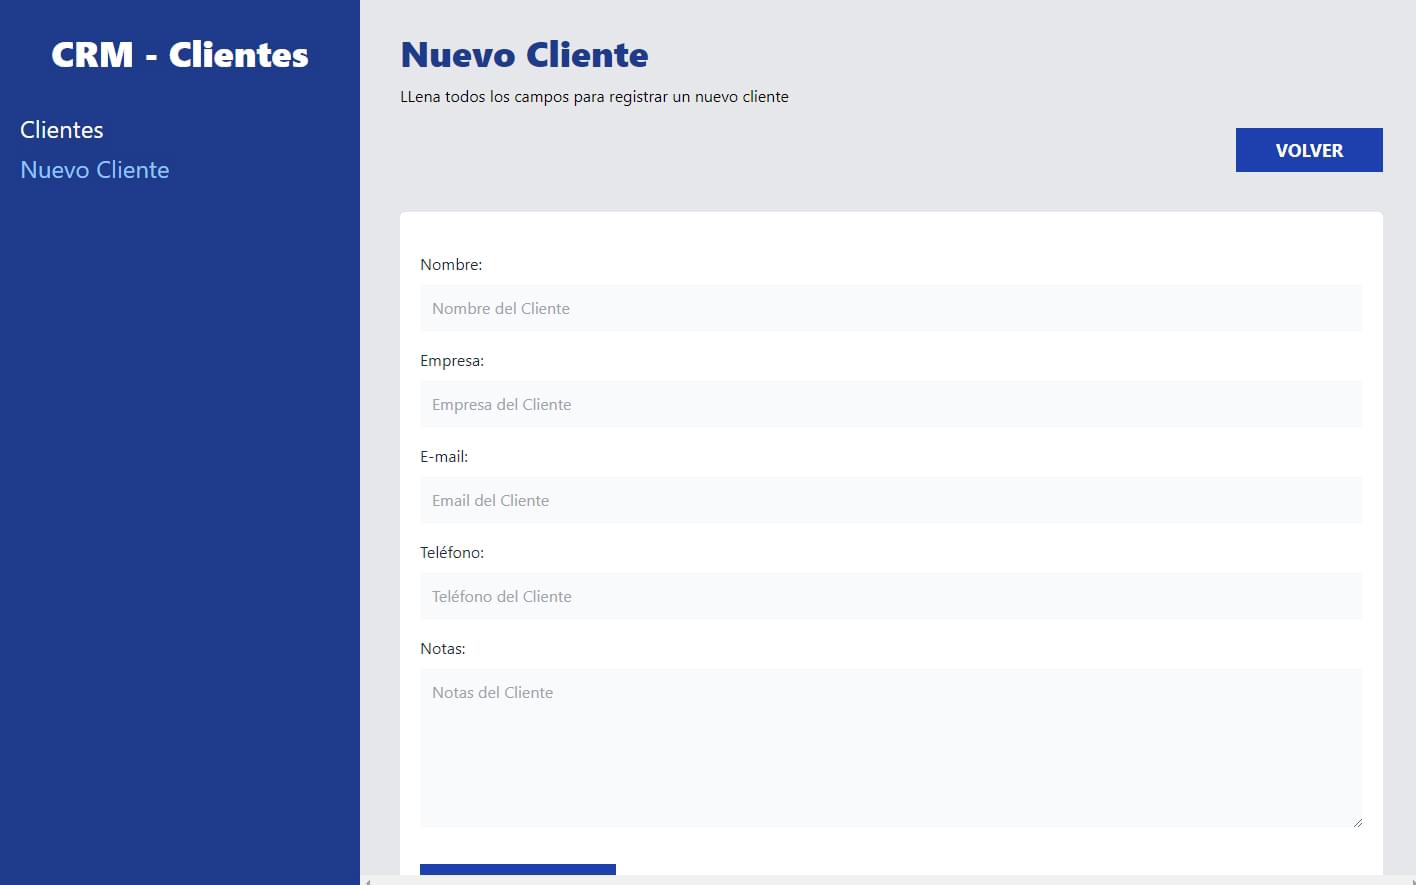 CRM - Clientes
Clientes
Nuevo Cliente
Nuevo Cliente
LLena todos los campos para registrar un nuevo cliente
VOLVER
Nombre:
Nombre del Cliente
Empresa:
Empresa del Cliente
E-mail:
Email del Cliente
Teléfono:
Teléfono del Cliente
Notas:
Notas del Cliente